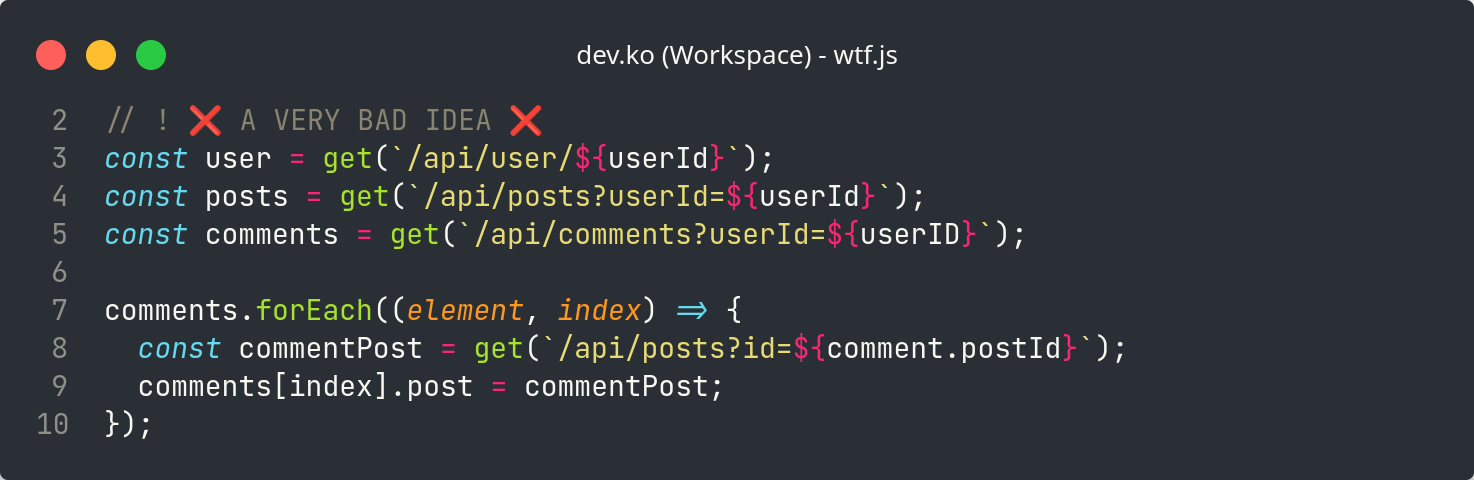 dev.ko (Workspace) - wtf.js
2 // ! ❌ A VERY BAD IDEA ❌
3 const user = get(`/api/user/${userId}`);
4 const posts = get(`/api/posts?userId=${userId}`);
5 const comments = get(`/api/comments?userId=${userID}`);
6
7 comments.forEach((element, index) => {
8   const commentPost = get(`/api/posts?id=${comment.postId}`);
9   comments[index].post = commentPost;
10 });